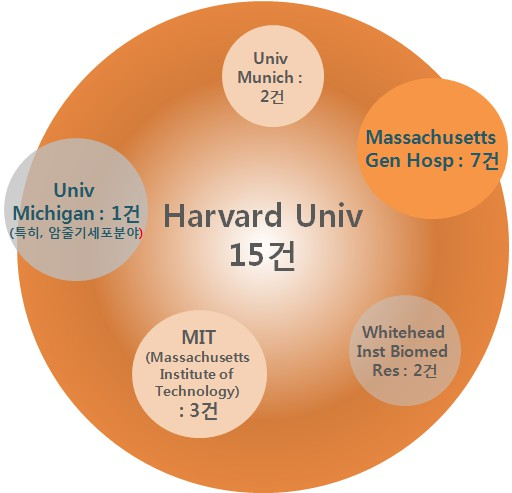 Univ
Munich :
2건
Massachusetts
Gen Hosp : 7건
Univ
Michigan : 1건
(특히, 암줄기세포분야)
Harvard Univ
15건
MIT
(Massachusetts
Institute of
Technology)
: 3건
Whitehead
Inst Biomed
Res : 2건